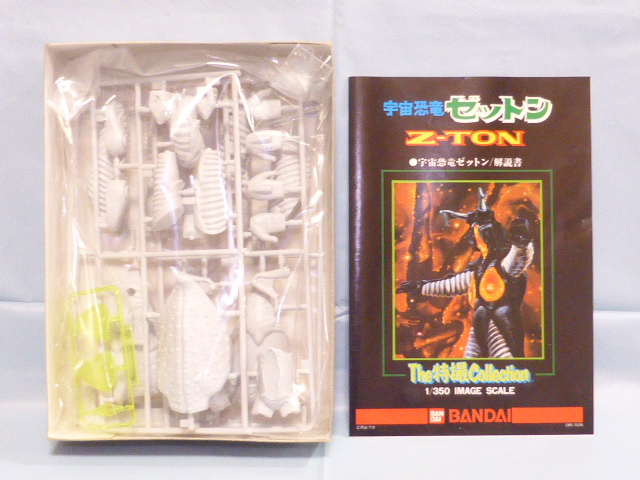 宇宙恐竜ゼットン
Z-TON
●宇宙恐竜ゼットン/解説書
The特撮Collection
1/350 IMAGE SCALE
BAN DAI BANDAI